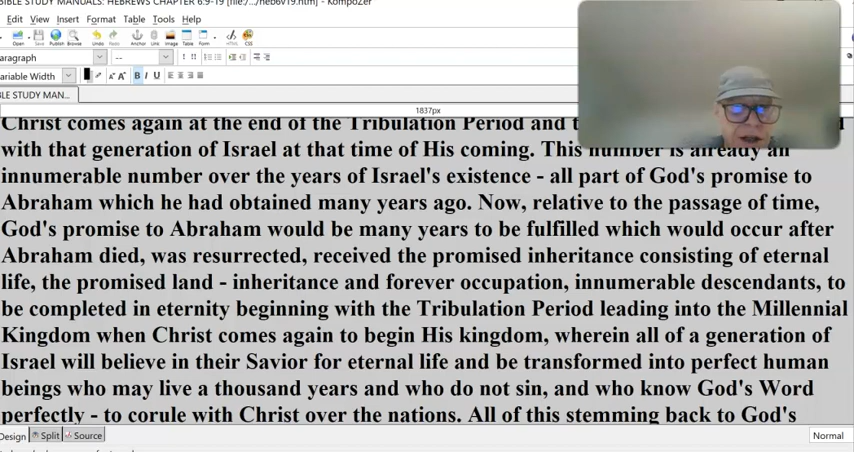 BIBLE STUDY MANUALS: HEBREWS CHAPTER 6:9-19 [file:/.../heb6v19.htm] - KompoZer
Edit View Insert Format Table Tools Help
Open Save Publish Browse Undo Redo Anchor Link Image Table Form HTML CSS
aragraph --
ariable Width B I U
BLE STUDY MAN...
1837px
Christ comes again at the end of the Tribulation Period and
with that generation of Israel at that time of His coming. This number is already an
innumerable number over the years of Israel's existence - all part of God's promise to
Abraham which he had obtained many years ago. Now, relative to the passage of time,
God's promise to Abraham would be many years to be fulfilled which would occur after
Abraham died, was resurrected, received the promised inheritance consisting of eternal
life, the promised land - inheritance and forever occupation, innumerable descendants, to
be completed in eternity beginning with the Tribulation Period leading into the Millennial
Kingdom when Christ comes again to begin His kingdom, wherein all of a generation of
Israel will believe in their Savior for eternal life and be transformed into perfect human
beings who may live a thousand years and who do not sin, and who know God's Word
perfectly - to corule with Christ over the nations. All of this stemming back to God's
Design Split Source Normal